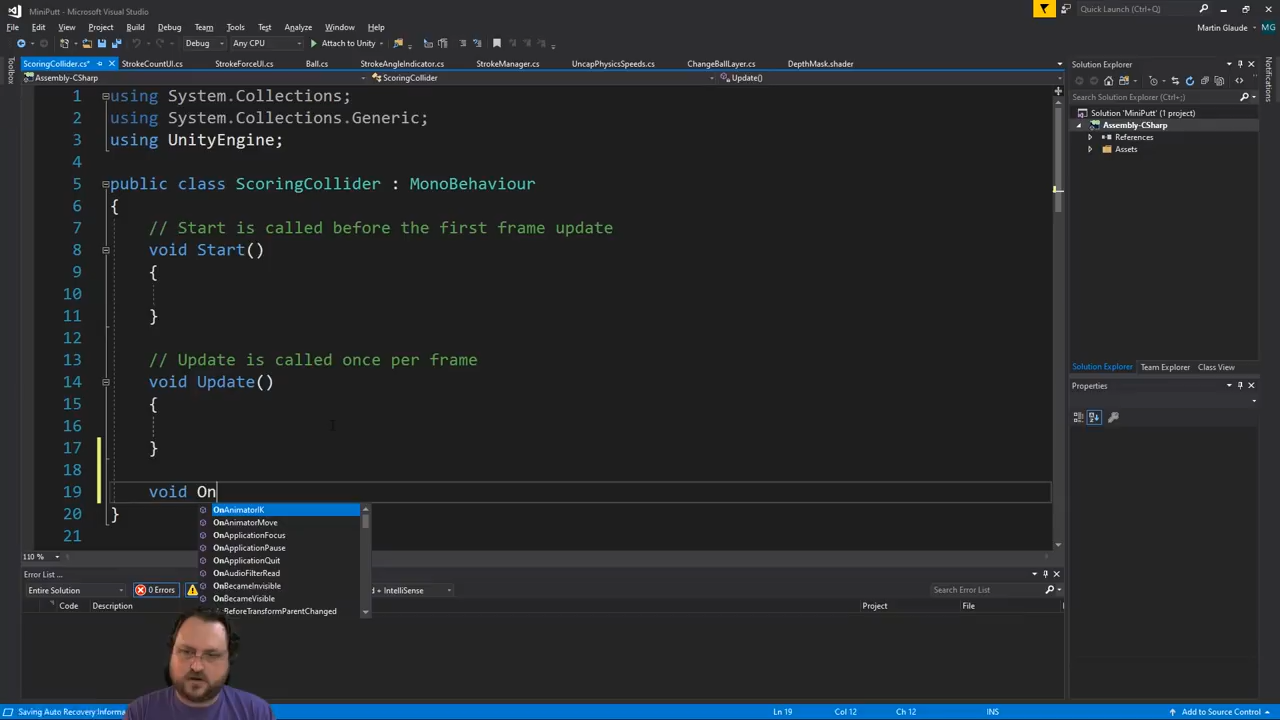 MiniPutt - Microsoft Visual Studio
Quick Launch (Ctrl+Q)
File Edit View Project Build Debug Team Tools Test Analyze Window Help
Martin Glaude MG
Debug Any CPU Attach to Unity
Toolbox
ScoringCollider.cs* StrokeCountUI.cs StrokeForceUI.cs Ball.cs StrokeAngleIndicator.cs StrokeManager.cs UncapPhysicsSpeeds.cs ChangeBallLayer.cs DepthMask.shader
Assembly-CSharp ScoringCollider Update()
1 using System.Collections;
2 using System.Collections.Generic;
3 using UnityEngine;
4
5 public class ScoringCollider : MonoBehaviour
6 {
7 // Start is called before the first frame update
8 void Start()
9 {
10
11 }
12
13 // Update is called once per frame
14 void Update()
15 {
16
17 }
18
19 void On
20 }
21
OnAnimatorIK
OnAnimatorMove
OnApplicationFocus
OnApplicationPause
OnApplicationQuit
OnAudioFilterRead
OnBecameInvisible
OnBecameVisible
BeforeTransformParentChanged
110 %
Error List ...
Entire Solution 0 Errors d + IntelliSense
Search Error List
Code Description Project File
Solution Explorer
Search Solution Explorer (Ctrl+;)
Solution 'MiniPutt' (1 project)
Assembly-CSharp
References
Assets
Solution Explorer Team Explorer Class View
Properties
Notifications
Saving Auto Recovery Informa
Ln 19 Col 12 Ch 12 INS
Add to Source Control